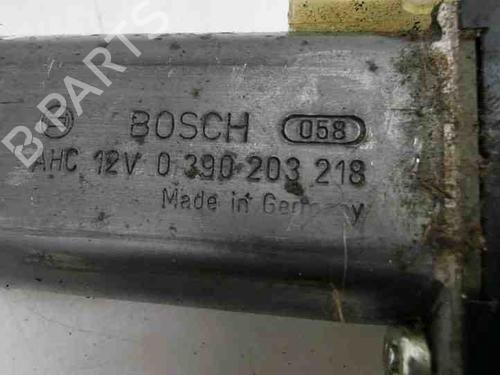 B-PARTS
BOSCH 058
AHC 12V 0 390 203 218
Made in Germany